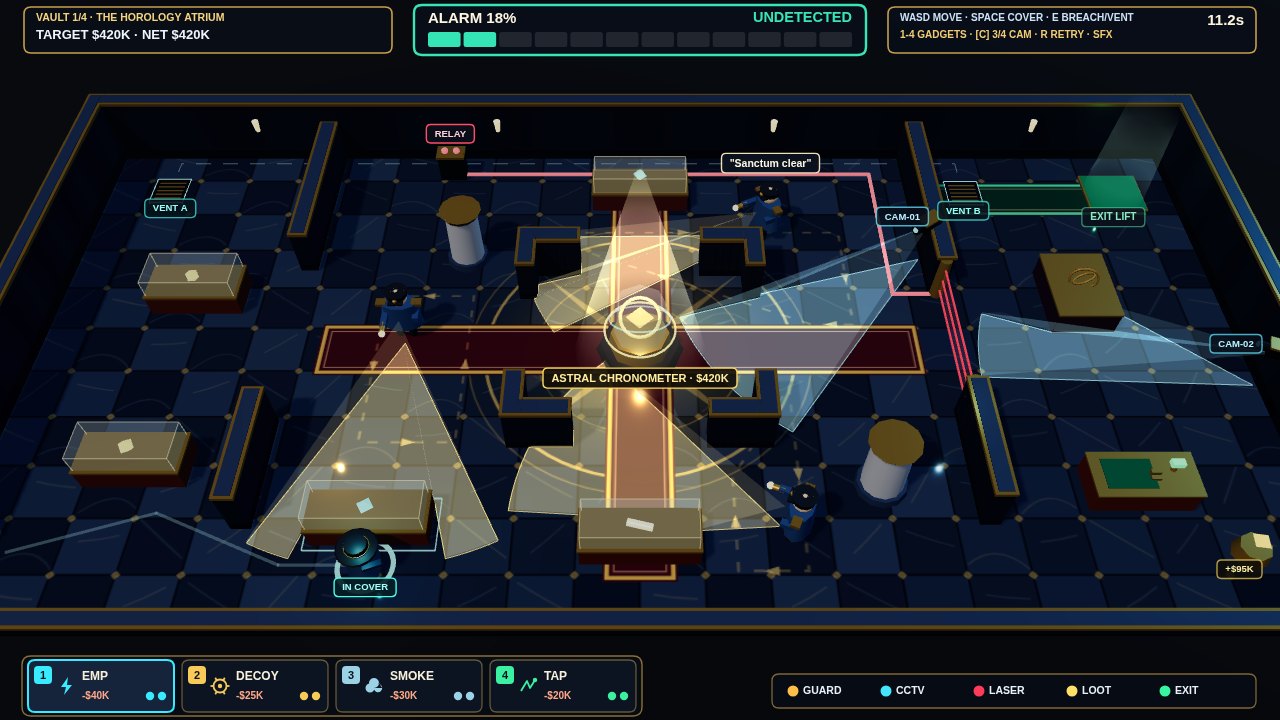 VAULT 1/4 · THE HOROLOGY ATRIUM
TARGET $420K · NET $420K
ALARM 18%
UNDETECTED
WASD MOVE · SPACE COVER · E BREACH/VENT
11.2s
1-4 GADGETS · [C] 3/4 CAM · R RETRY · SFX
RELAY
"Sanctum clear"
VENT A
CAM-01
VENT B
EXIT LIFT
CAM-02
ASTRAL CHRONOMETER · $420K
+$95K
IN COVER
1 EMP
-$40K
2 DECOY
-$25K
3 SMOKE
-$30K
4 TAP
-$20K
GUARD
CCTV
LASER
LOOT
EXIT